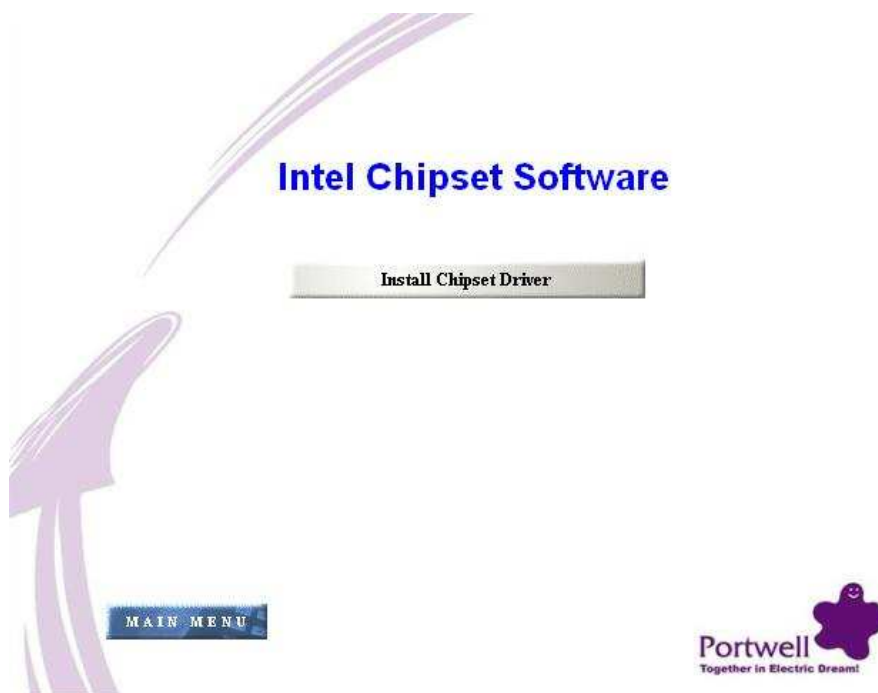 Intel Chipset Software
Install Chipset Driver
MAIN MENU
Portwell
Together in Electric Dream!